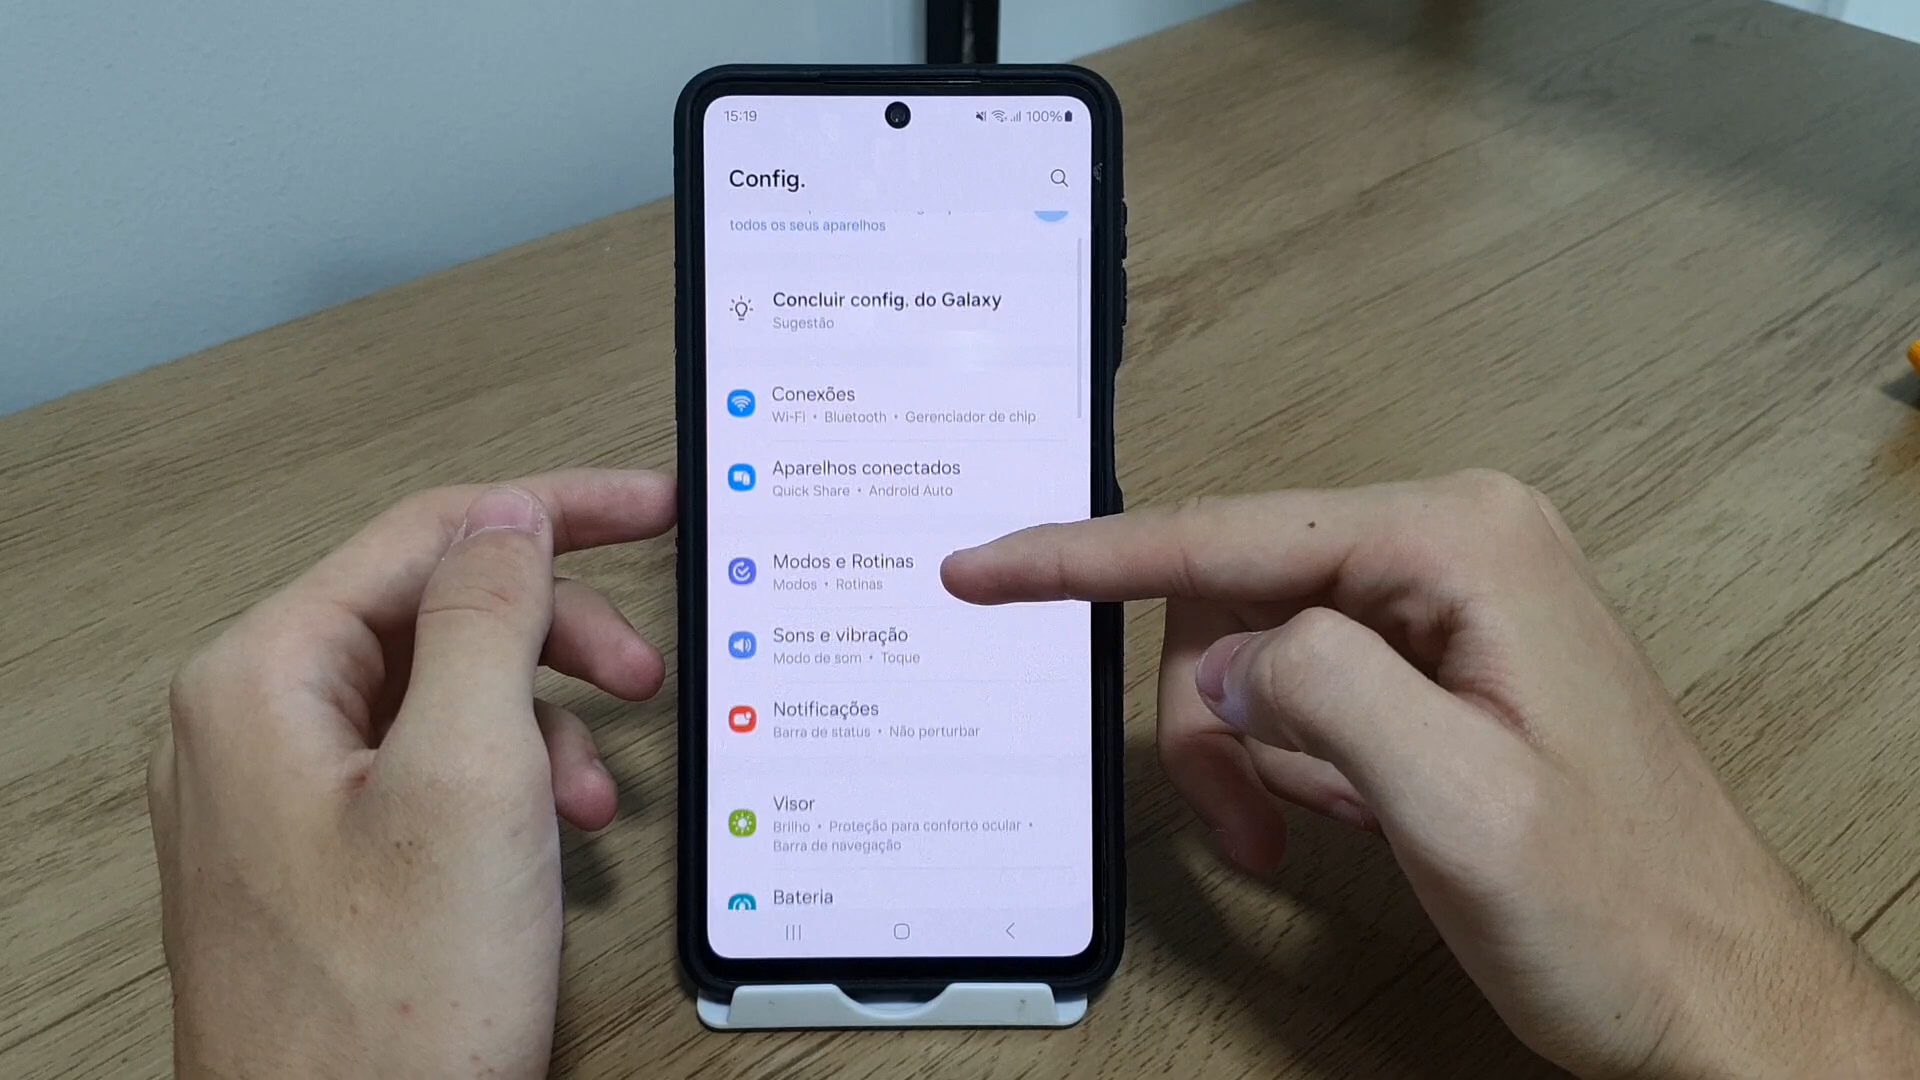 15:19
100%
Config.
todos os seus aparelhos
Concluir config. do Galaxy
Sugestão
Conexões
Wi-Fi • Bluetooth • Gerenciador de chip
Aparelhos conectados
Quick Share • Android Auto
Modos e Rotinas
Modos • Rotinas
Sons e vibração
Modo de som • Toque
Notificações
Barra de status • Não perturbar
Visor
Brilho • Proteção para conforto ocular •
Barra de navegação
Bateria